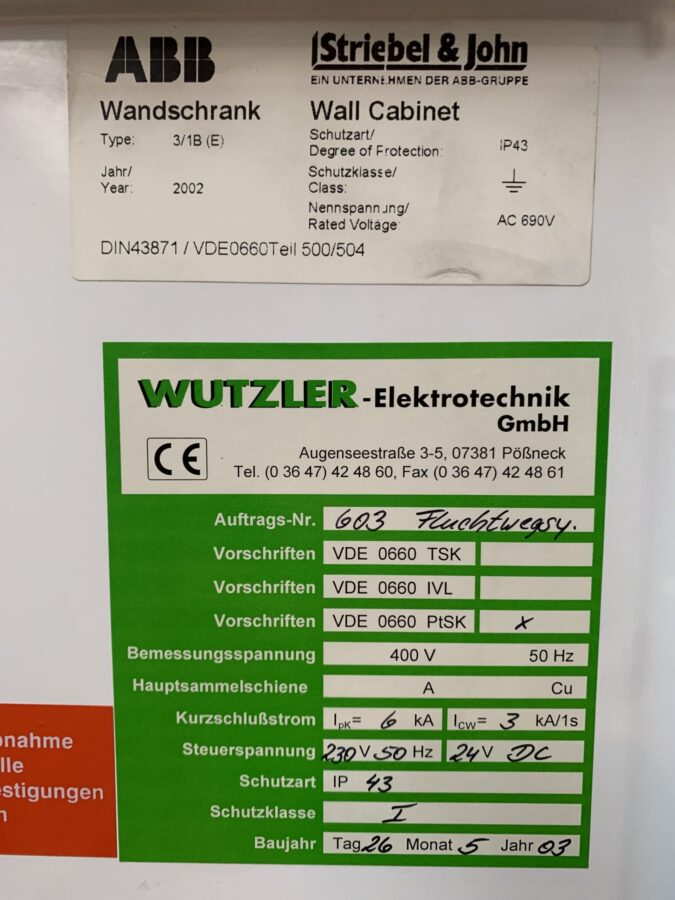 ABB
Striebel & John
EIN UNTERNEHMEN DER ABB-GRUPPE
Wandschrank
Wall Cabinet
Type: 3/1B (E)
Schutzart/
Degree of Protection: IP43
Jahr/
Year: 2002
Schutzklasse/
Class:
Nennspannung/
Rated Voltage: AC 690V
DIN43871 / VDE0660Teil 500/504
WUTZLER-Elektrotechnik
GmbH
CE
Augenseestraße 3-5, 07381 Pößneck
Tel. (0 36 47) 42 48 60, Fax (0 36 47) 42 48 61
Auftrags-Nr. 603 Fluchtwegsy.
Vorschriften VDE 0660 TSK
Vorschriften VDE 0660 IVL
Vorschriften VDE 0660 PtSK x
Bemessungsspannung 400 V 50 Hz
Hauptsammelschiene A Cu
Kurzschlußstrom IpK= 6 kA ICW= 3 kA/1s
Steuerspannung 230 V 50 Hz 24 V DC
Schutzart IP 43
Schutzklasse I
Baujahr Tag 26 Monat 5 Jahr 03
bnahme
lle
estigungen
n